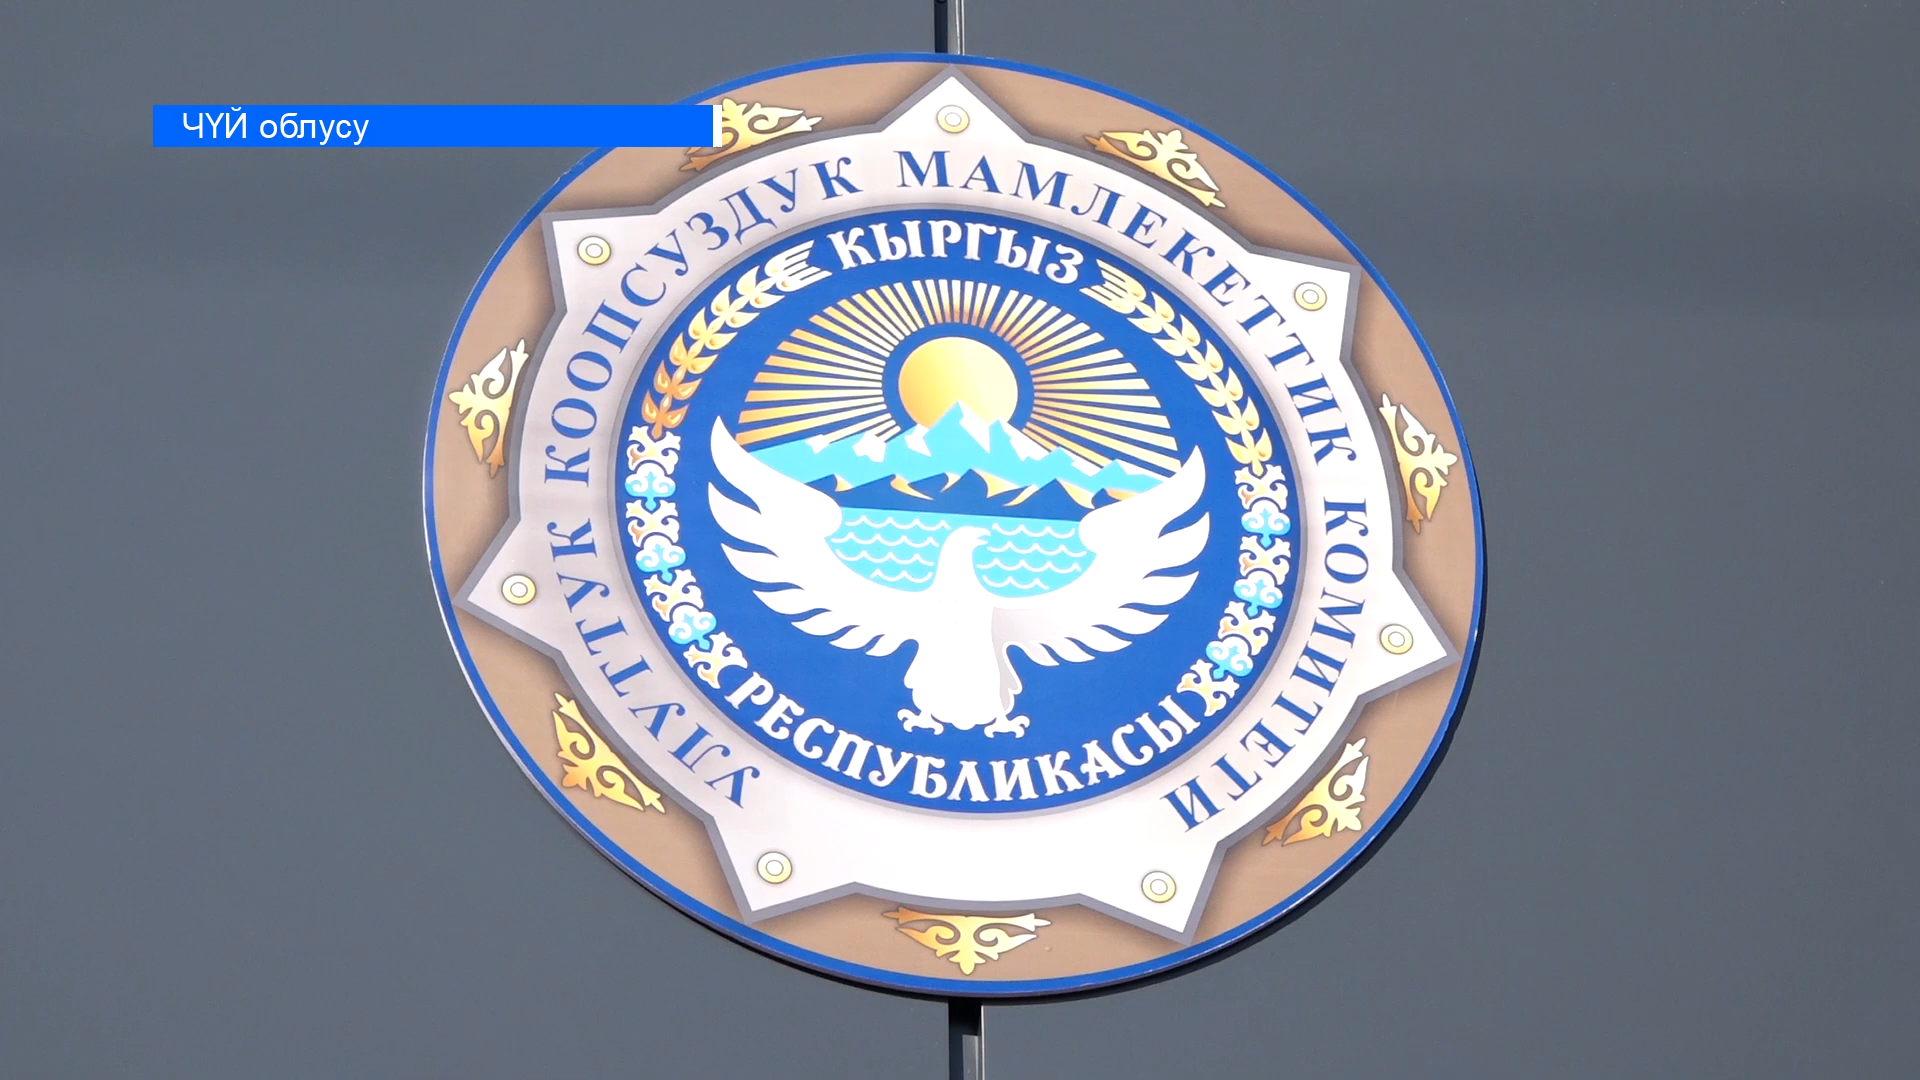 ЧҮЙ облусу
УЛУТТУК КООПСУЗДУК МАМЛЕКЕТТИК КОМИТЕТИ
КЫРГЫЗ
РЕСПУБЛИКАСЫ